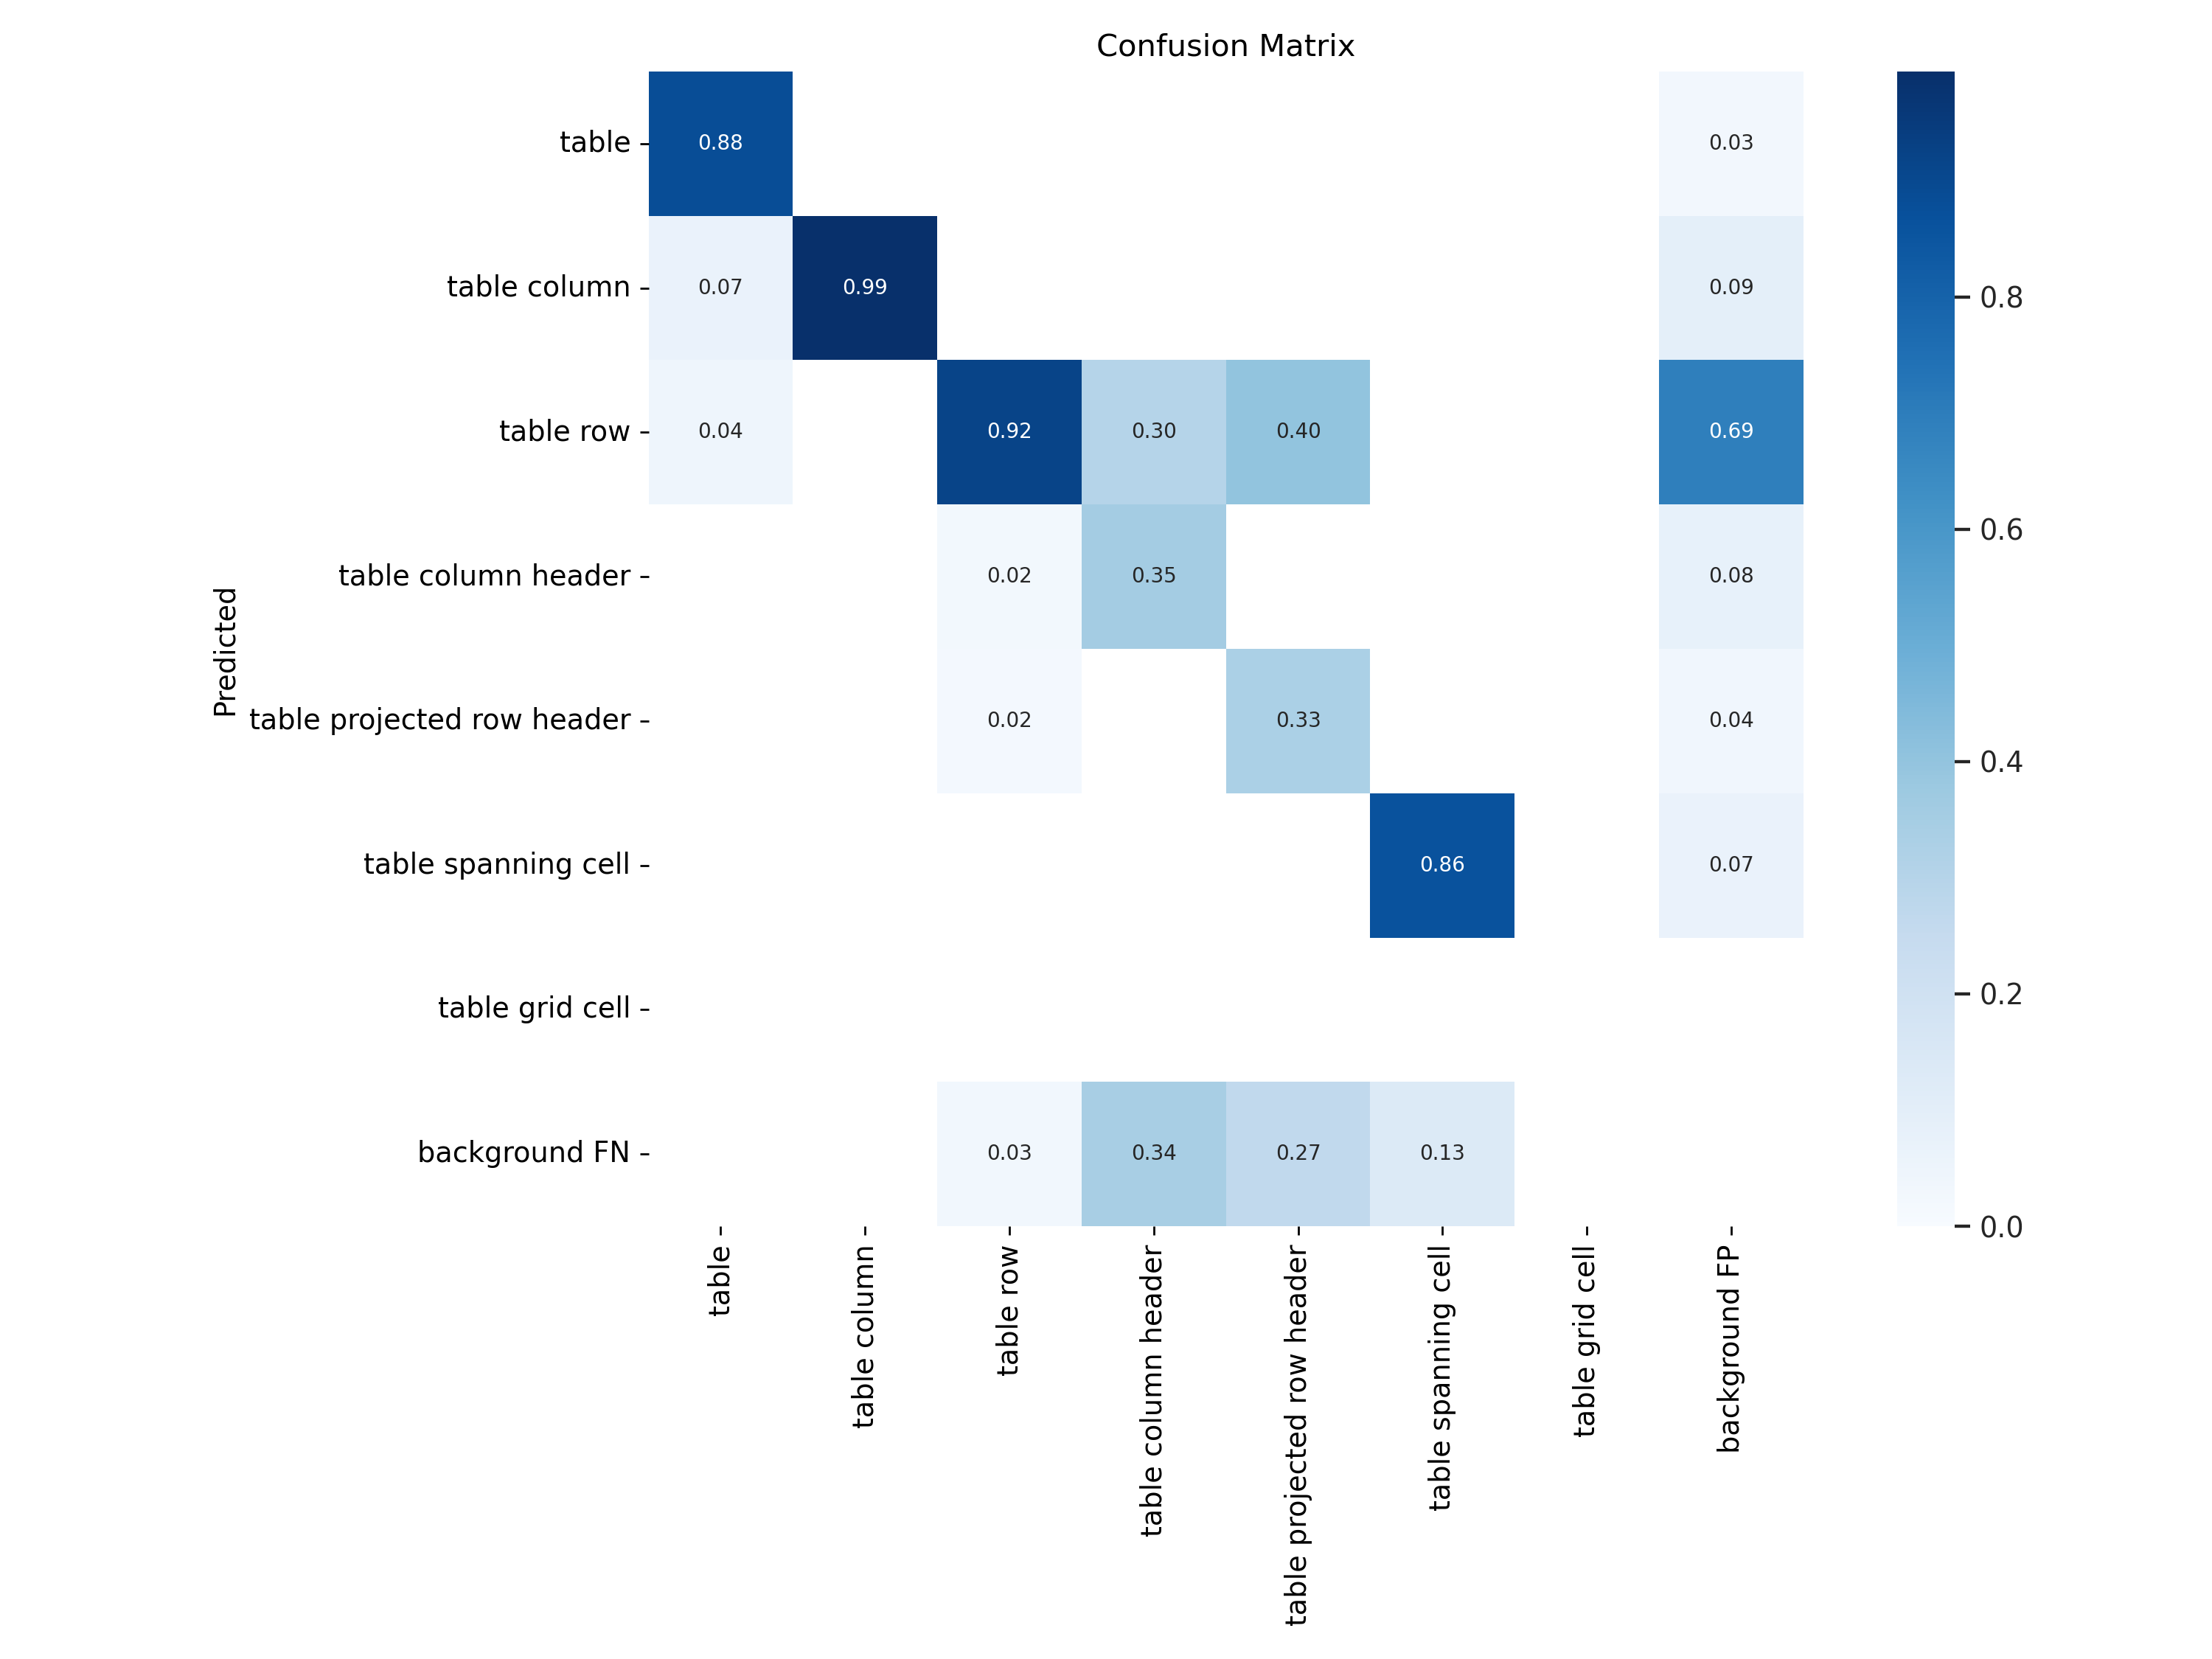 Confusion Matrix
table 0.88 0.03
table column 0.07 0.99 0.09
table row 0.04 0.92 0.30 0.40 0.69
table column header 0.02 0.35 0.08
table projected row header 0.02 0.33 0.04
table spanning cell 0.86 0.07
table grid cell
background FN 0.03 0.34 0.27 0.13
Predicted
table
table column
table row
table column header
table projected row header
table spanning cell
table grid cell
background FP
0.8
0.6
0.4
0.2
0.0